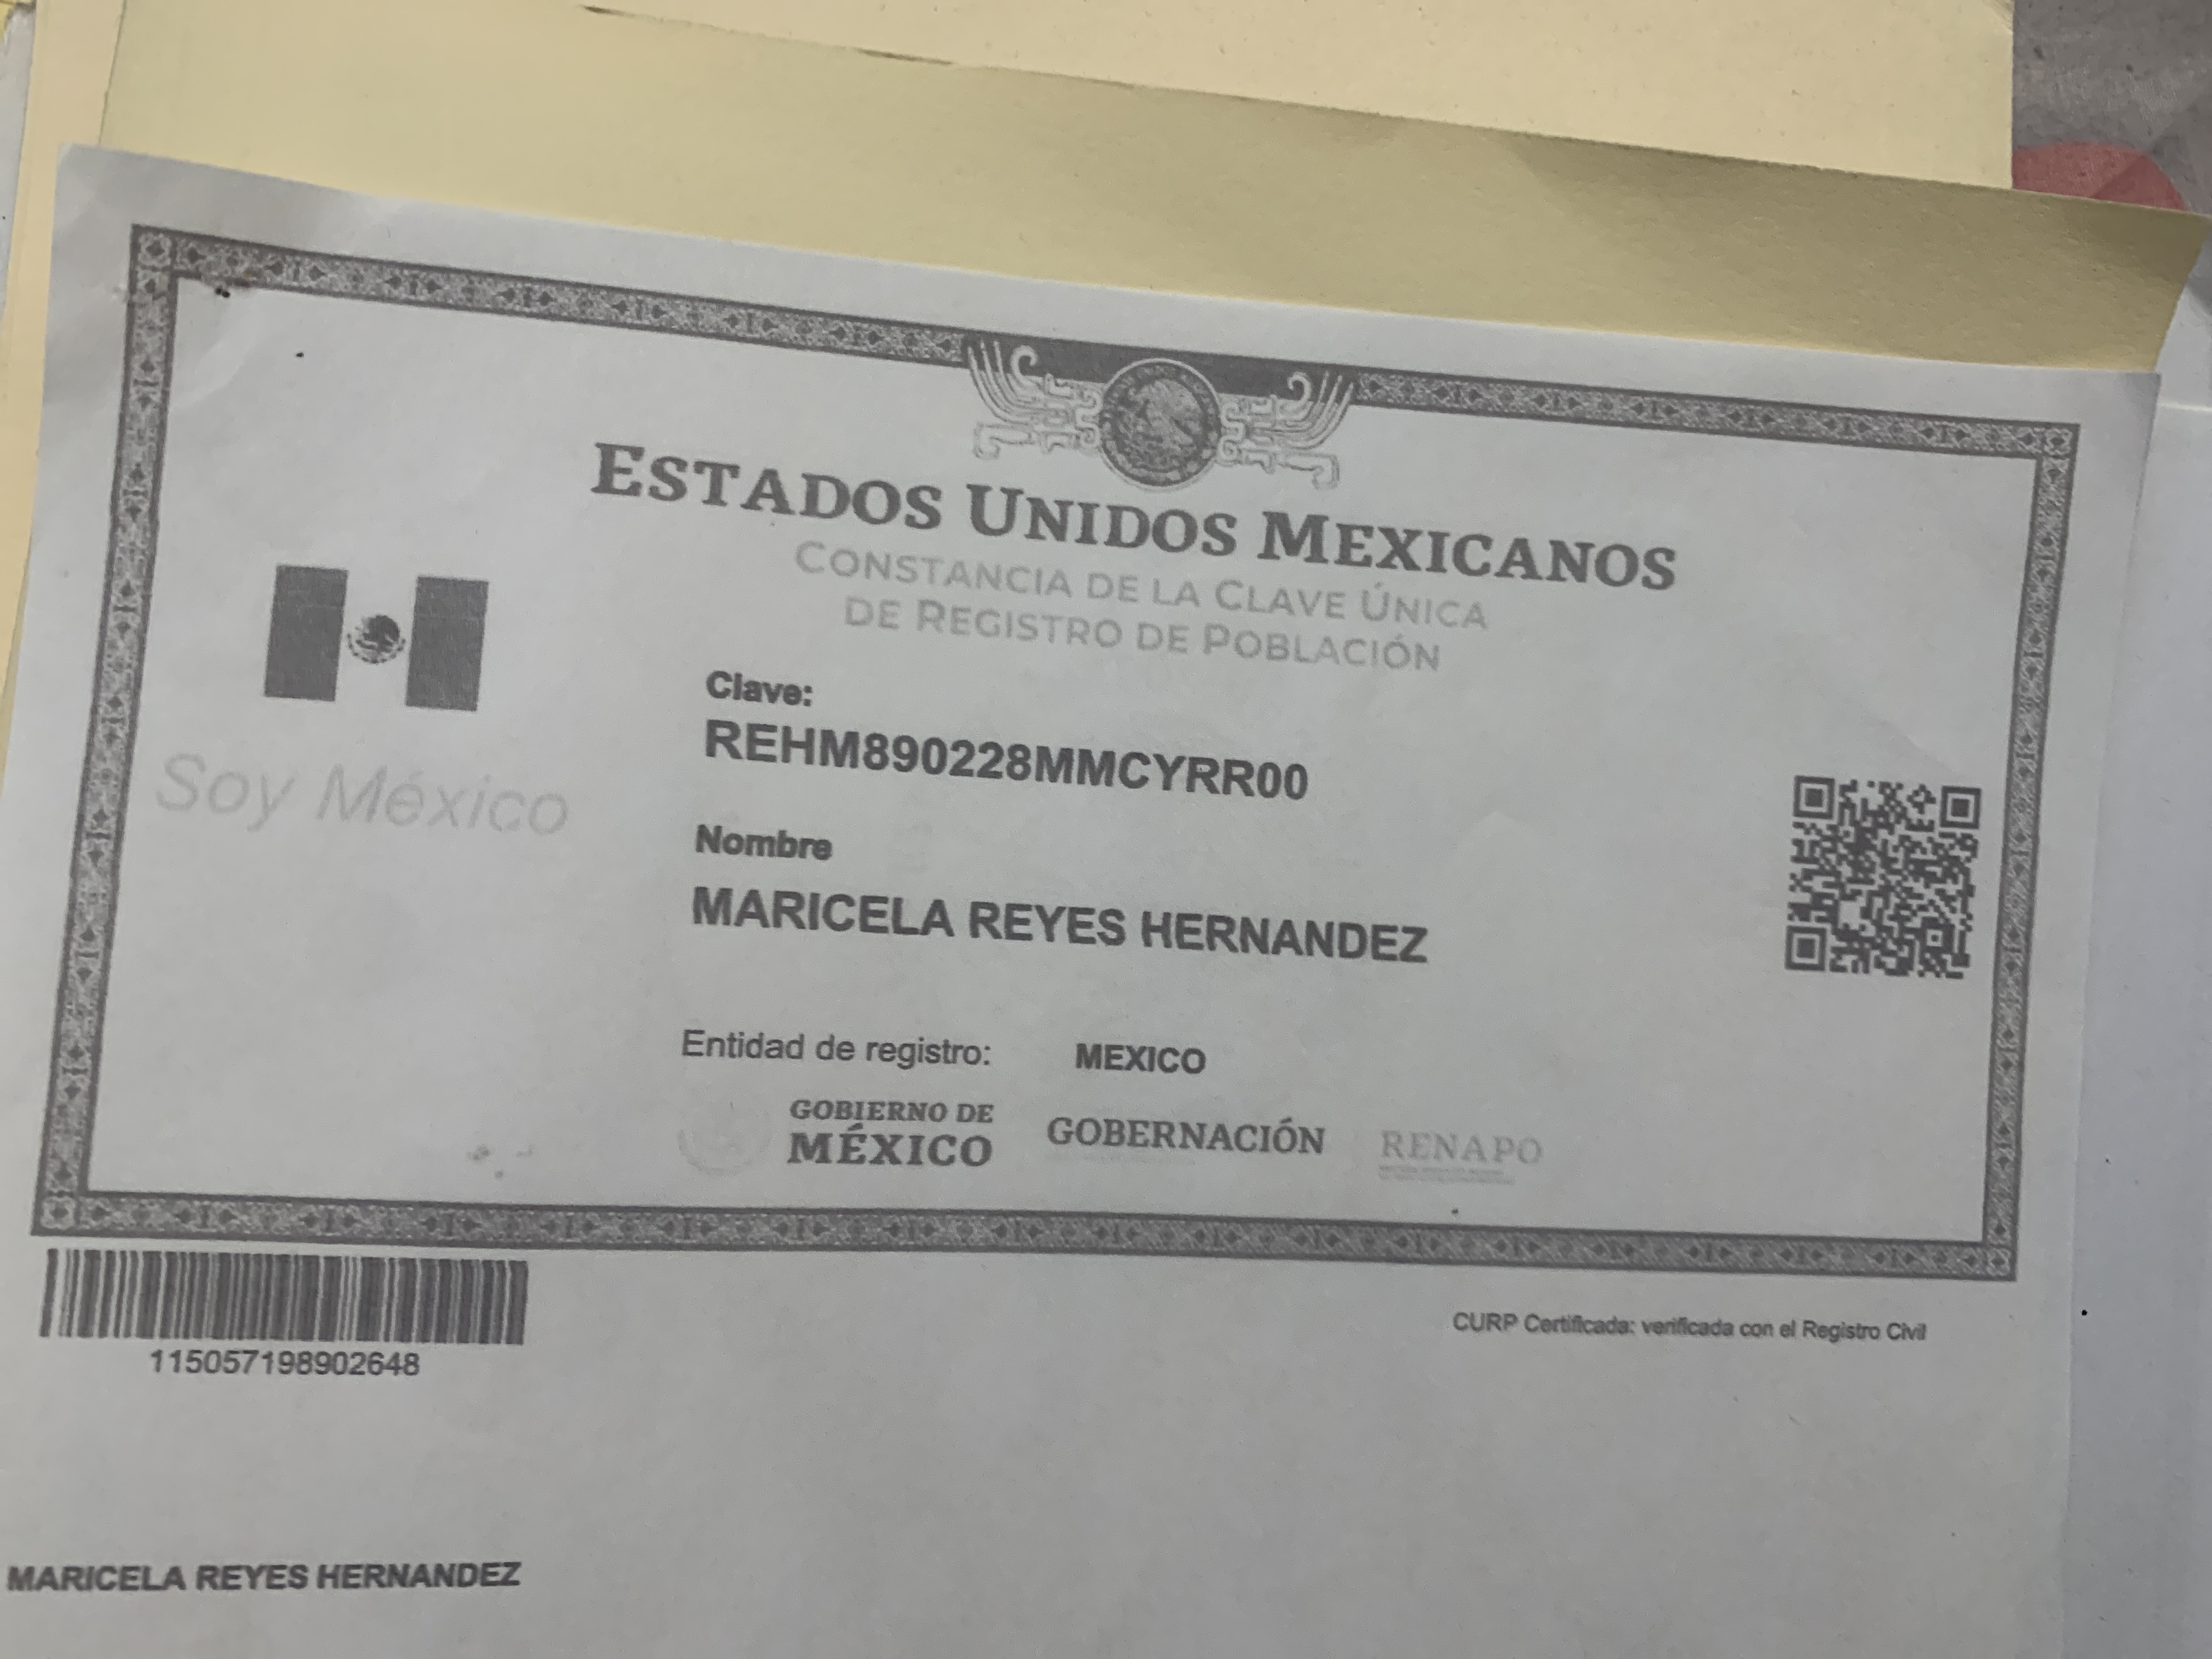 ESTADOS UNIDOS MEXICANOS
CONSTANCIA DE LA CLAVE ÚNICA
DE REGISTRO DE POBLACIÓN
Soy México
Clave:
REHM890228MMCYRR00
Nombre
MARICELA REYES HERNANDEZ
Entidad de registro: MEXICO
GOBIERNO DE
MÉXICO
GOBERNACIÓN
RENAPO
115057198902648
CURP Certificada: verificada con el Registro Civil
MARICELA REYES HERNANDEZ